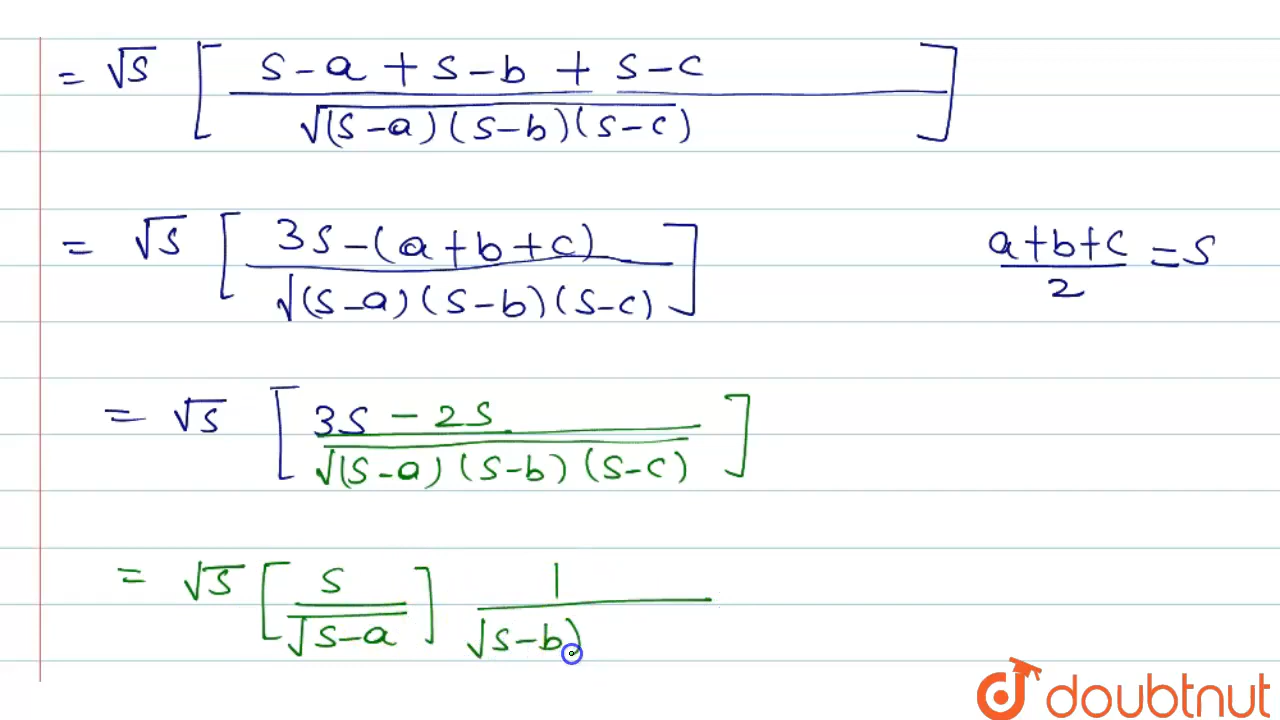 = √s [ s-a + s-b + s-c / √(s-a)(s-b)(s-c) ]
= √s [ 3s-(a+b+c) / √(s-a)(s-b)(s-c) ]
a+b+c / 2 = s
= √s [ 3s - 2s / √(s-a)(s-b)(s-c) ]
= √s [ s / √s-a ] 1 / √s-b)
doubtnut